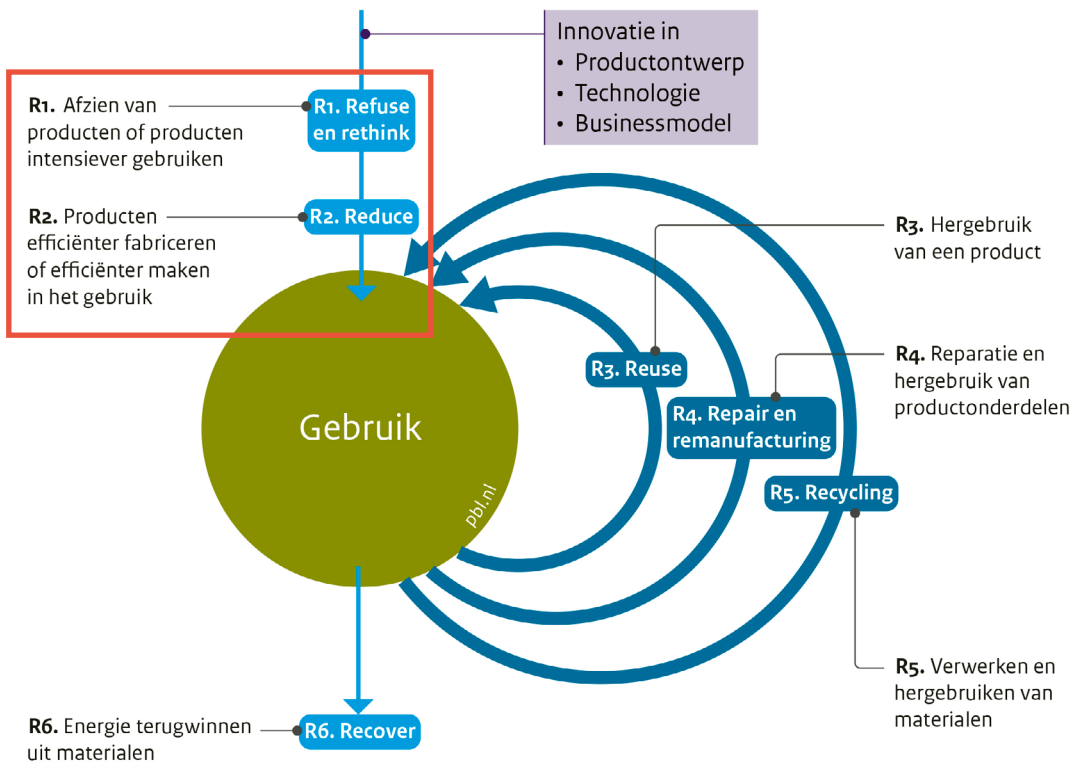 Innovatie in
• Productontwerp
• Technologie
• Businessmodel
R1. Afzien van
producten of producten
intensiever gebruiken
R1. Refuse
en rethink
R2. Producten
efficiënter fabriceren
of efficiënter maken
in het gebruik
R2. Reduce
R3. Hergebruik
van een product
R3. Reuse
R4. Reparatie en
hergebruik van
productonderdelen
R4. Repair en
remanufacturing
Gebruik
pbl.nl
R5. Recycling
R5. Verwerken en
hergebruiken van
materialen
R6. Energie terugwinnen
uit materialen
R6. Recover